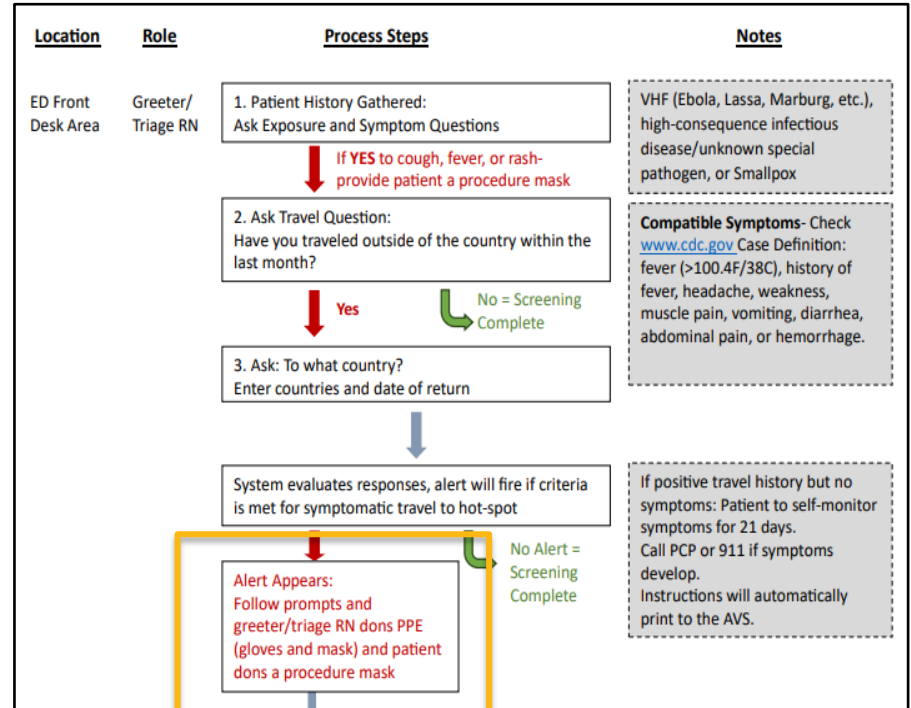 Location Role Process Steps Notes
ED Front
Desk Area
Greeter/
Triage RN
1. Patient History Gathered:
Ask Exposure and Symptom Questions
VHF (Ebola, Lassa, Marburg, etc.),
high-consequence infectious
disease/unknown special
pathogen, or Smallpox
If YES to cough, fever, or rash-
provide patient a procedure mask
2. Ask Travel Question:
Have you traveled outside of the country within the
last month?
Compatible Symptoms- Check
www.cdc.gov Case Definition:
fever (>100.4F/38C), history of
fever, headache, weakness,
muscle pain, vomiting, diarrhea,
abdominal pain, or hemorrhage.
Yes
No = Screening
Complete
3. Ask: To what country?
Enter countries and date of return
System evaluates responses, alert will fire if criteria
is met for symptomatic travel to hot-spot
If positive travel history but no
symptoms: Patient to self-monitor
symptoms for 21 days.
Call PCP or 911 if symptoms
develop.
Instructions will automatically
print to the AVS.
No Alert =
Screening
Complete
Alert Appears:
Follow prompts and
greeter/triage RN dons PPE
(gloves and mask) and patient
dons a procedure mask